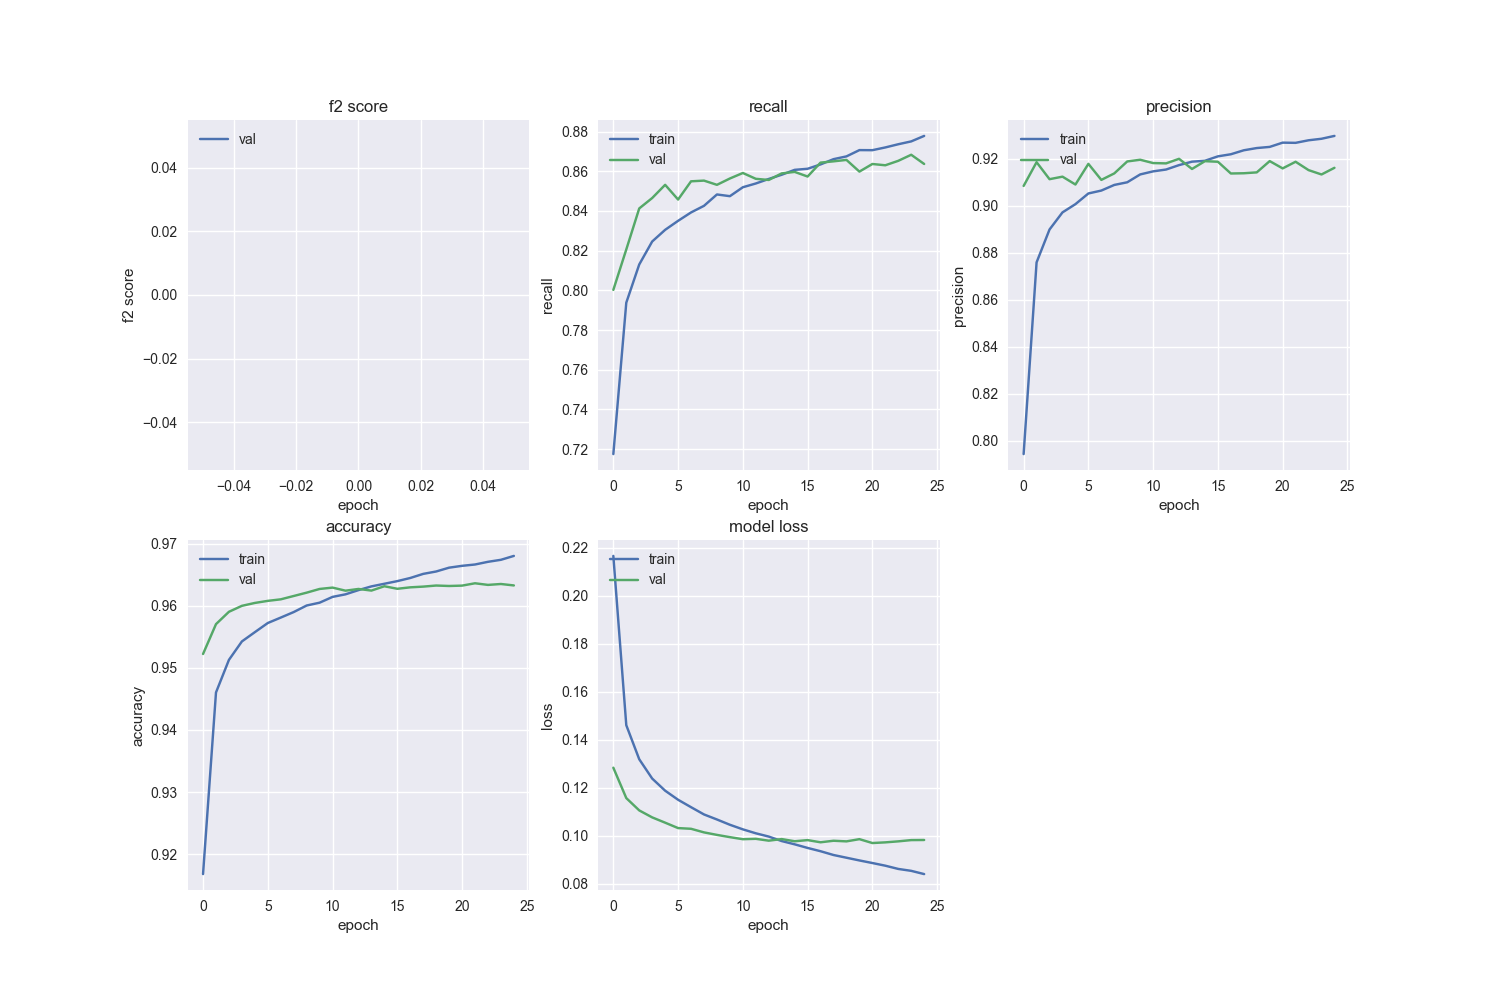 f2 score
val
0.04
0.02
0.00
−0.02
−0.04
f2 score
−0.04 −0.02 0.00 0.02 0.04
epoch
recall
train
val
0.88
0.86
0.84
0.82
0.80
0.78
0.76
0.74
0.72
recall
0 5 10 15 20 25
epoch
precision
train
val
0.92
0.90
0.88
0.86
0.84
0.82
0.80
precision
0 5 10 15 20 25
epoch
accuracy
train
val
0.97
0.96
0.95
0.94
0.93
0.92
accuracy
0 5 10 15 20 25
epoch
model loss
train
val
0.22
0.20
0.18
0.16
0.14
0.12
0.10
0.08
loss
0 5 10 15 20 25
epoch